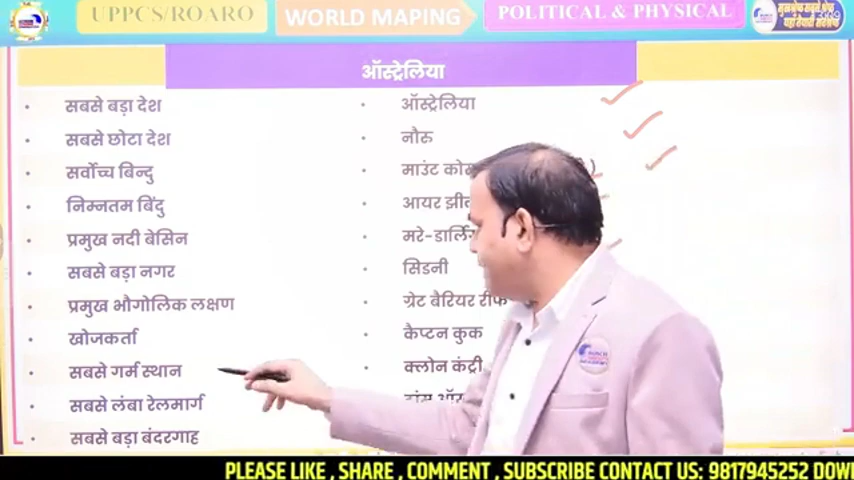 UPPCS/ROARO
WORLD MAPING
POLITICAL & PHYSICAL
ऑस्ट्रेलिया
• सबसे बड़ा देश • ऑस्ट्रेलिया
• सबसे छोटा देश • नौरु
• सर्वोच्च बिन्दु • माउंट
• निम्नतम बिंदु • आयर
• प्रमुख नदी बेसिन • मरे-डार्लिंग
• सबसे बड़ा नगर • सिडनी
• प्रमुख भौगोलिक लक्षण • ग्रेट बैरियर रीफ
• खोजकर्ता • कैप्टन कुक
• सबसे गर्म स्थान • क्लोन कंट्री
• सबसे लंबा रेलमार्ग
• सबसे बड़ा बंदरगाह
PLEASE LIKE , SHARE , COMMENT , SUBSCRIBE CONTACT US: 9817945252